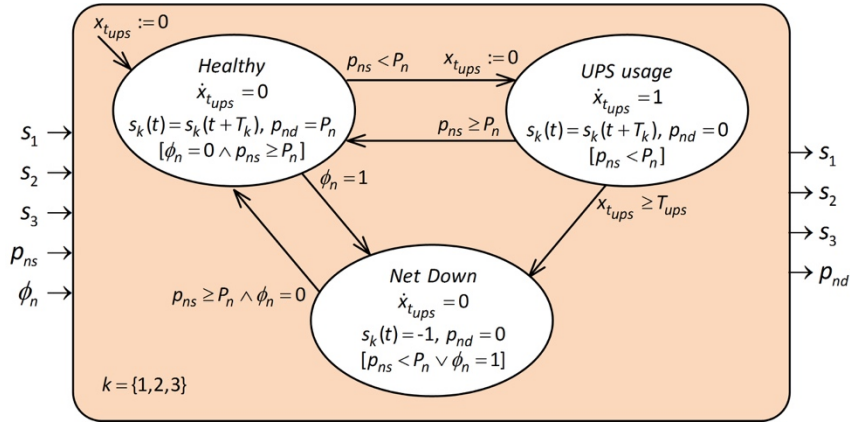 ẋ_{t_{ups}} := 0
Healthy
ẋ_{t_{ups}} = 0
s_k(t) = s_k(t + T_k), p_{nd} = P_n
[ϕ_n = 0 ∧ p_{ns} ≥ P_n]
p_{ns} < P_n
x_{t_{ups}} := 0
UPS usage
ẋ_{t_{ups}} = 1
s_k(t) = s_k(t + T_k), p_{nd} = 0
[p_{ns} < P_n]
p_{ns} ≥ P_n
ϕ_n = 1
x_{t_{ups}} ≥ T_{ups}
p_{ns} ≥ P_n ∧ ϕ_n = 0
Net Down
ẋ_{t_{ups}} = 0
s_k(t) = -1, p_{nd} = 0
[p_{ns} < P_n ∨ ϕ_n = 1]
s_1
s_2
s_3
p_{ns}
ϕ_n
s_1
s_2
s_3
p_{nd}
k = {1,2,3}